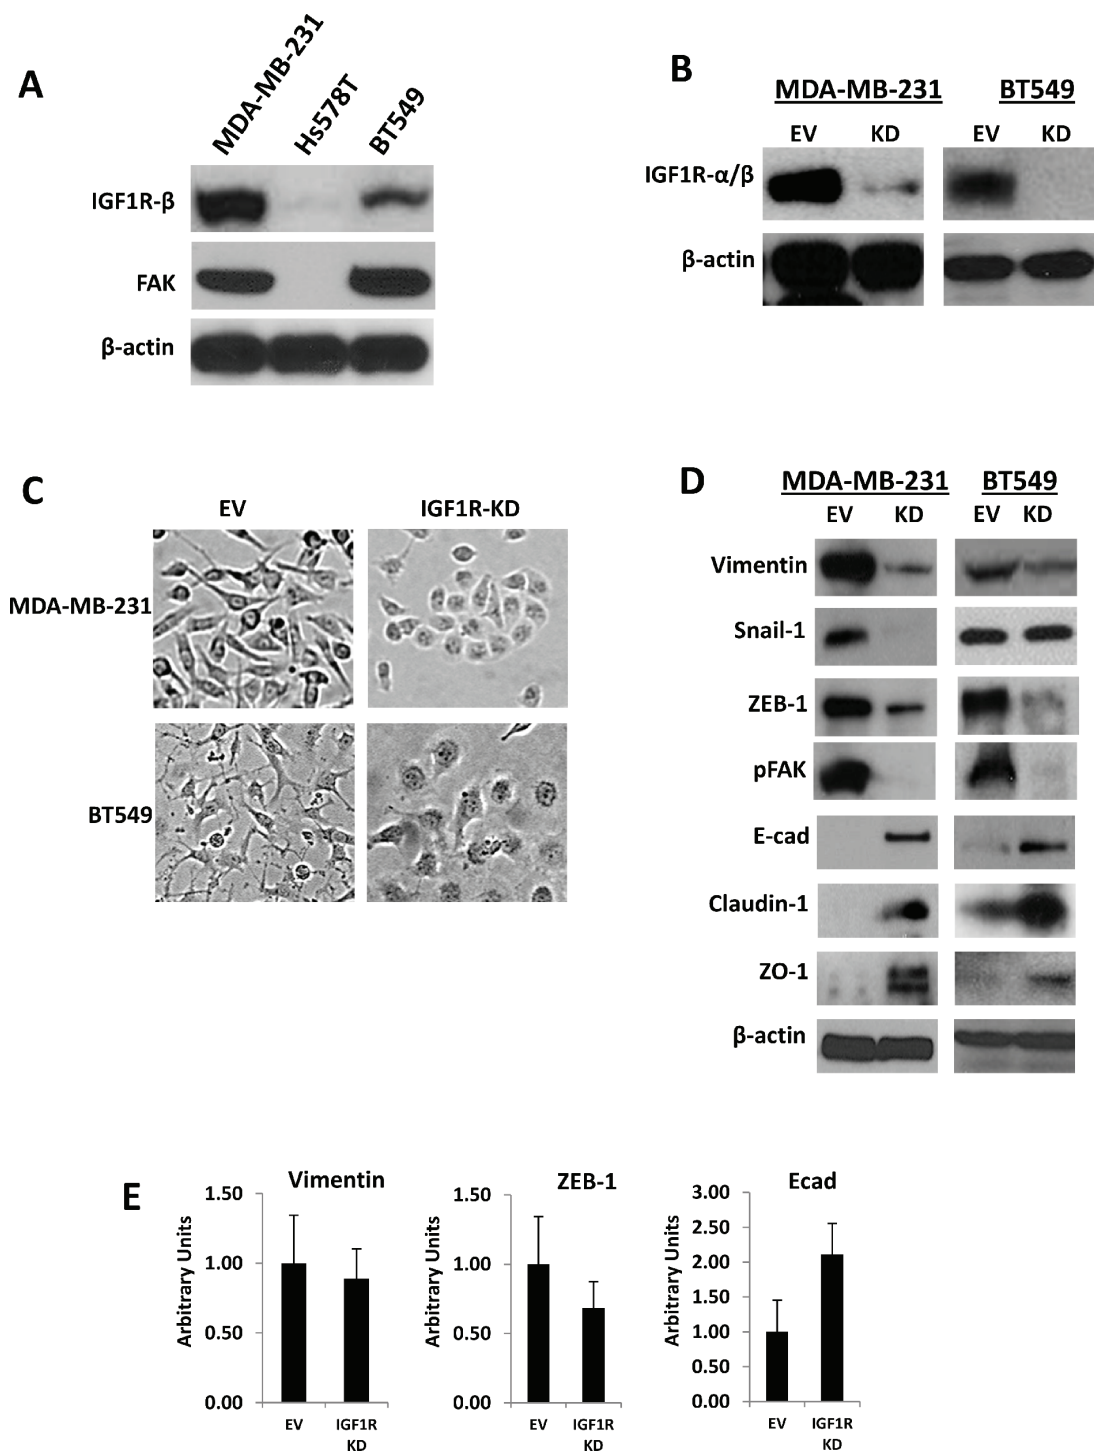 A
MDA-MB-231
Hs578T
BT549
IGF1R-β
FAK
β-actin
B
MDA-MB-231 BT549
EV KD EV KD
IGF1R-α/β
β-actin
C
EV IGF1R-KD
MDA-MB-231
BT549
D
MDA-MB-231 BT549
EV KD EV KD
Vimentin
Snail-1
ZEB-1
pFAK
E-cad
Claudin-1
ZO-1
β-actin
E
Vimentin
Arbitrary Units
1.50
1.00
0.50
0.00
EV IGF1R
KD
ZEB-1
Arbitrary Units
1.50
1.00
0.50
0.00
EV IGF1R
KD
Ecad
Arbitrary Units
3.00
2.50
2.00
1.50
1.00
0.50
0.00
EV IGF1R
KD